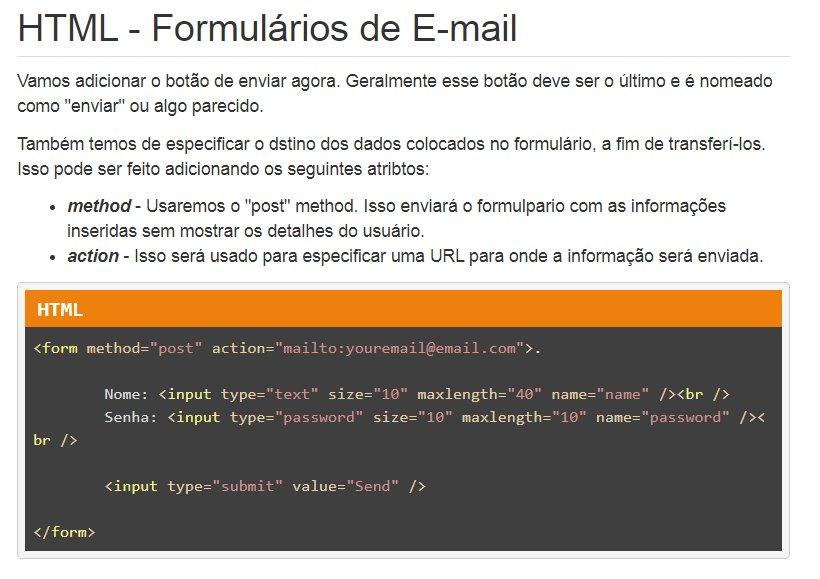 HTML - Formulários de E-mail
Vamos adicionar o botão de enviar agora. Geralmente esse botão deve ser o último e é nomeado
como "enviar" ou algo parecido.
Também temos de especificar o dstino dos dados colocados no formulário, a fim de transferí-los.
Isso pode ser feito adicionando os seguintes atribtos:
• method - Usaremos o "post" method. Isso enviará o formulpario com as informações
inseridas sem mostrar os detalhes do usuário.
• action - Isso será usado para especificar uma URL para onde a informação será enviada.
HTML
<form method="post" action="mailto:youremail@email.com">.
Nome: <input type="text" size="10" maxlength="40" name="name" /><br />
Senha: <input type="password" size="10" maxlength="10" name="password" /><
br />
<input type="submit" value="Send" />
</form>